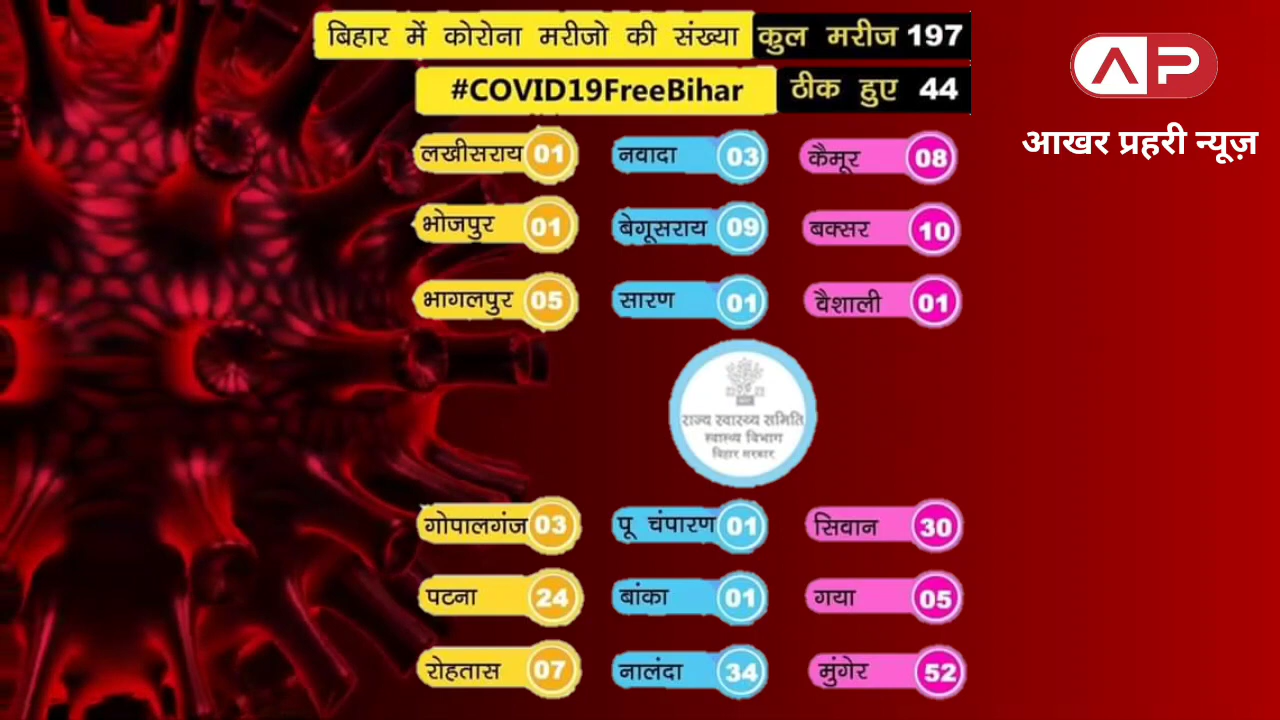 बिहार में कोरोना मरीजो की संख्या कुल मरीज 197
#COVID19FreeBihar ठीक हुए 44
AP
आखर प्रहरी न्यूज़
लखीसराय 01 नवादा 03 कैमूर 08
भोजपुर 01 बेगूसराय 09 बक्सर 10
भागलपुर 05 सारण 01 वैशाली 01
राज्य स्वास्थ्य समिति
स्वास्थ्य विभाग
बिहार सरकार
गोपालगंज 03 पू चंपारण 01 सिवान 30
पटना 24 बांका 01 गया 05
रोहतास 07 नालंदा 34 मुंगेर 52